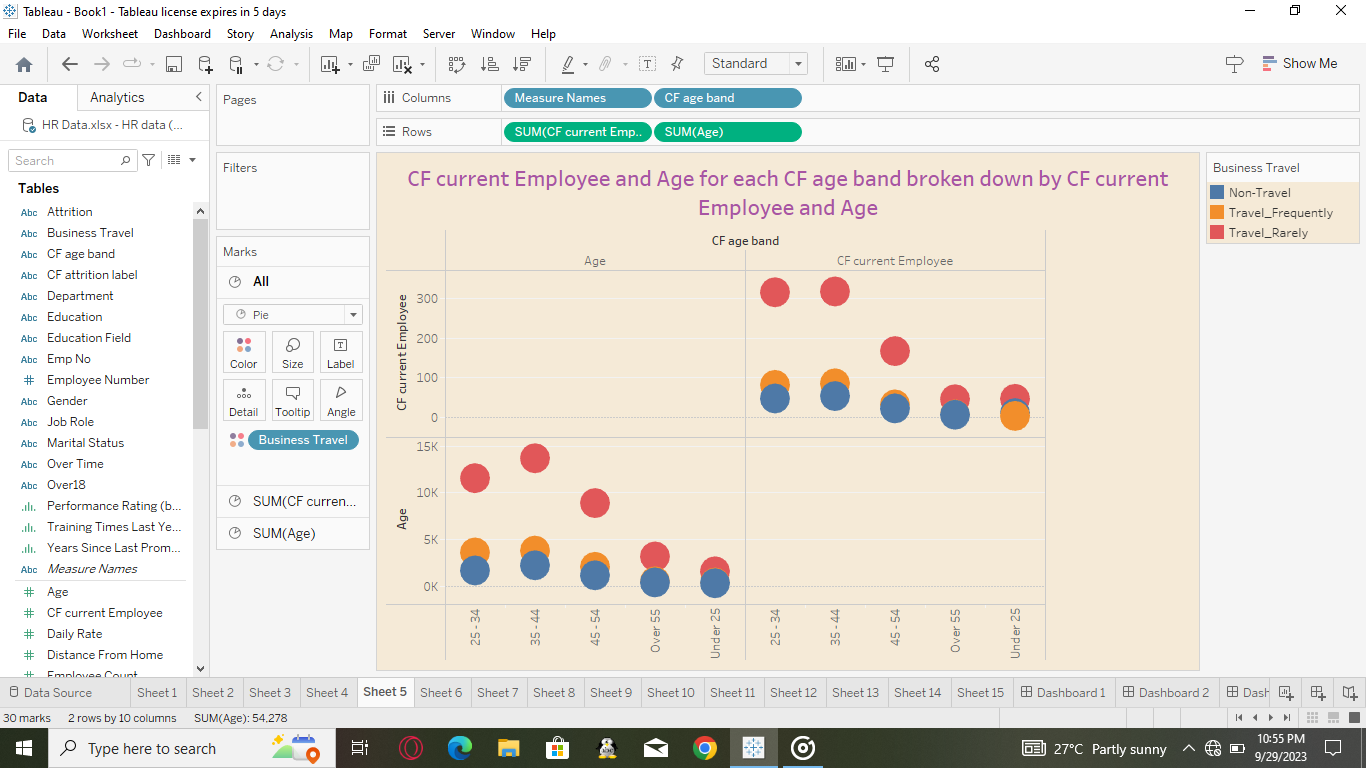 Tableau - Book1 - Tableau license expires in 5 days
File Data Worksheet Dashboard Story Analysis Map Format Server Window Help
Standard
Show Me
Data Analytics
HR Data.xlsx - HR data (...
Search
Tables
Abc Attrition
Abc Business Travel
Abc CF age band
Abc CF attrition label
Abc Department
Abc Education
Abc Education Field
Abc Emp No
# Employee Number
Abc Gender
Abc Job Role
Abc Marital Status
Abc Over Time
Abc Over18
Performance Rating (b...
Training Times Last Ye...
Years Since Last Prom...
Abc Measure Names
# Age
# CF current Employee
# Daily Rate
# Distance From Home
# Employee Count
Pages
Filters
Marks
All
Pie
Color Size Label
Detail Tooltip Angle
Business Travel
SUM(CF curren...
SUM(Age)
Columns Measure Names CF age band
Rows SUM(CF current Emp.. SUM(Age)
CF current Employee and Age for each CF age band broken down by CF current
Employee and Age
CF age band
Age CF current Employee
CF current Employee
300
200
100
0
Age
15K
10K
5K
0K
25 - 34 35 - 44 45 - 54 Over 55 Under 25 25 - 34 35 - 44 45 - 54 Over 55 Under 25
Business Travel
Non-Travel
Travel_Frequently
Travel_Rarely
Data Source Sheet 1 Sheet 2 Sheet 3 Sheet 4 Sheet 5 Sheet 6 Sheet 7 Sheet 8 Sheet 9 Sheet 10 Sheet 11 Sheet 12 Sheet 13 Sheet 14 Sheet 15 Dashboard 1 Dashboard 2 Dash
30 marks 2 rows by 10 columns SUM(Age): 54.278
Type here to search
27°C Partly sunny
10:55 PM
9/29/2023